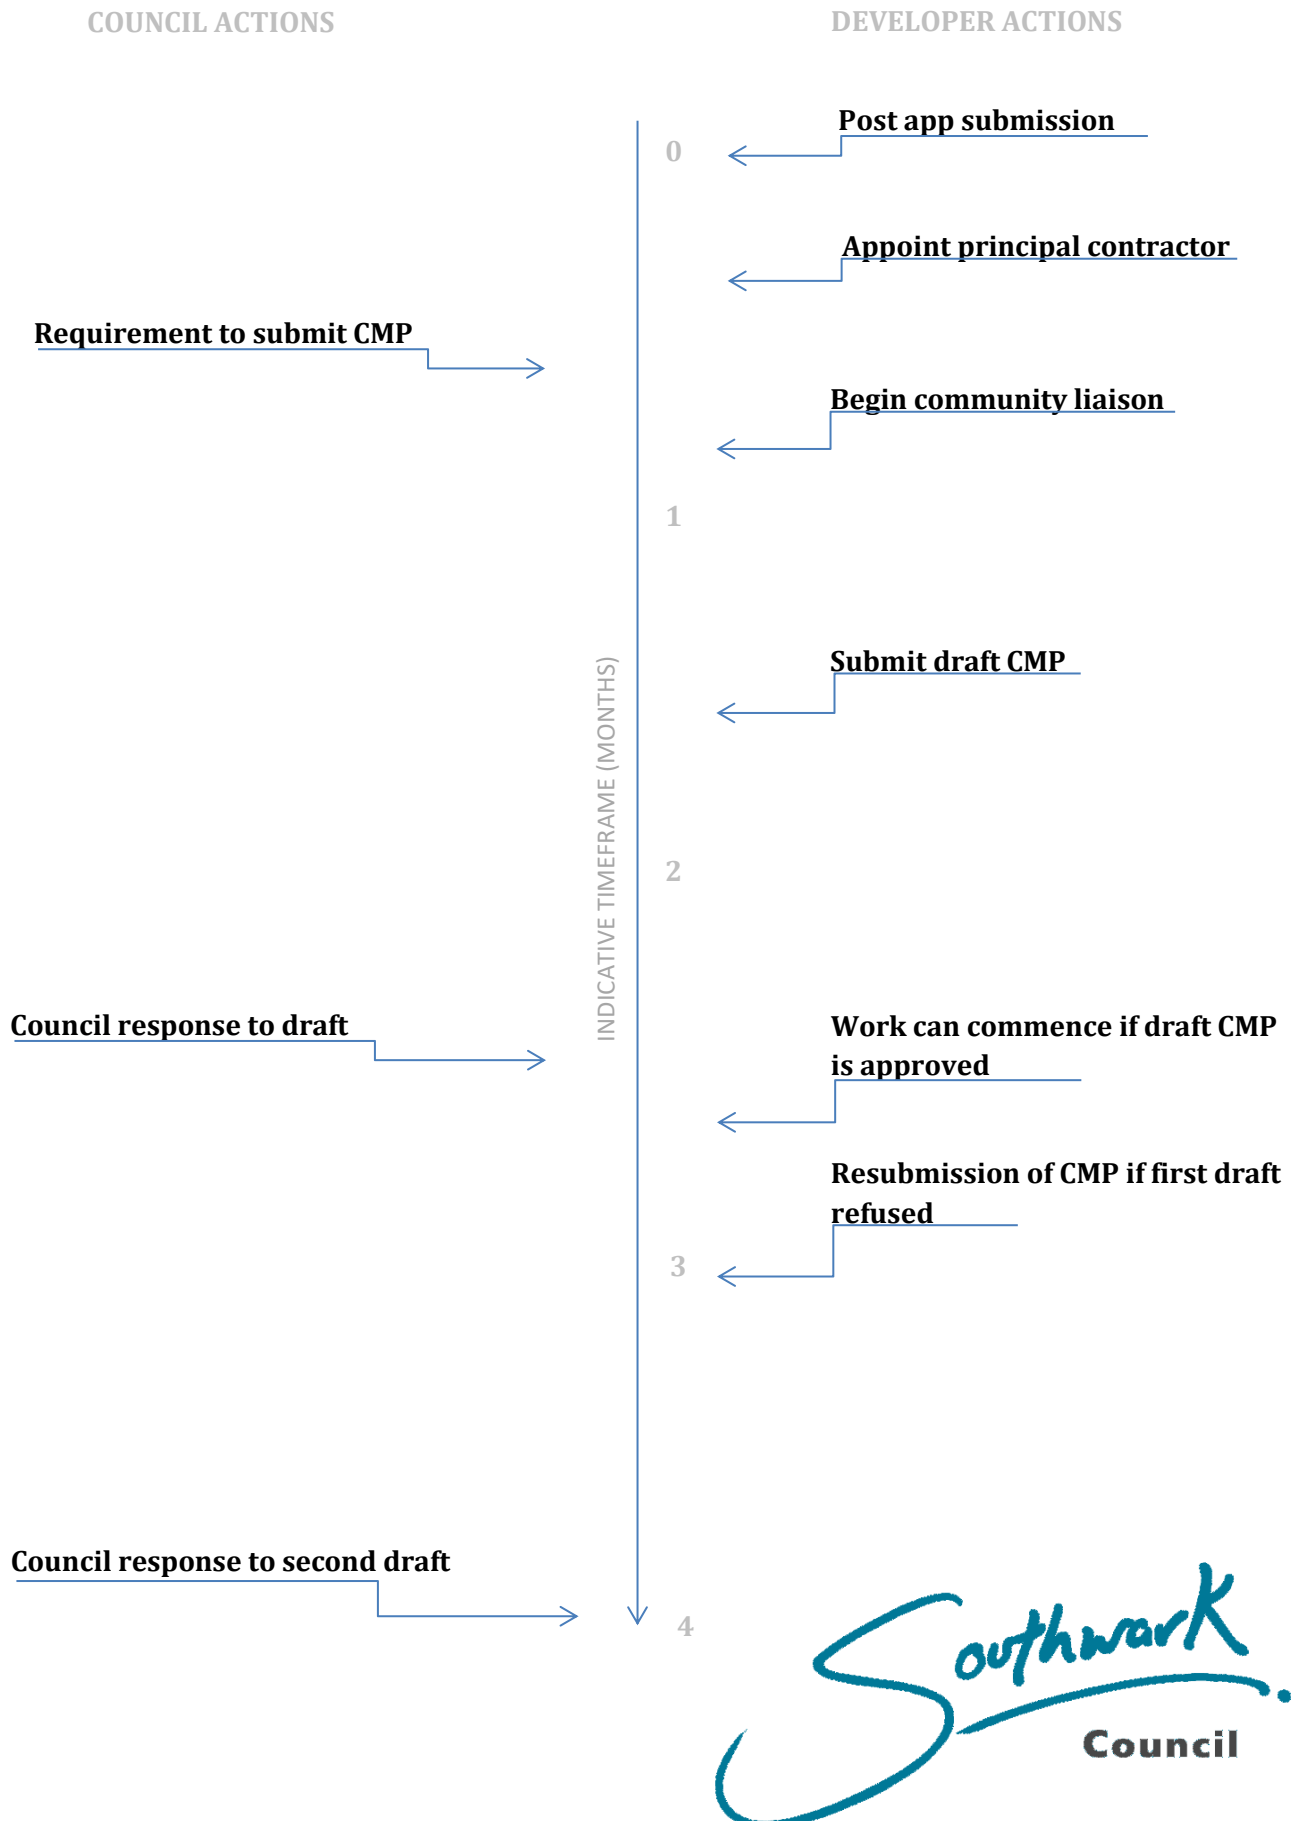 COUNCIL ACTIONS
DEVELOPER ACTIONS
Post app submission
0
Appoint principal contractor
Requirement to submit CMP
Begin community liaison
1
Submit draft CMP
INDICATIVE TIMEFRAME (MONTHS)
2
Council response to draft
Work can commence if draft CMP
is approved
Resubmission of CMP if first draft
refused
3
Council response to second draft
4
Southwark
Council